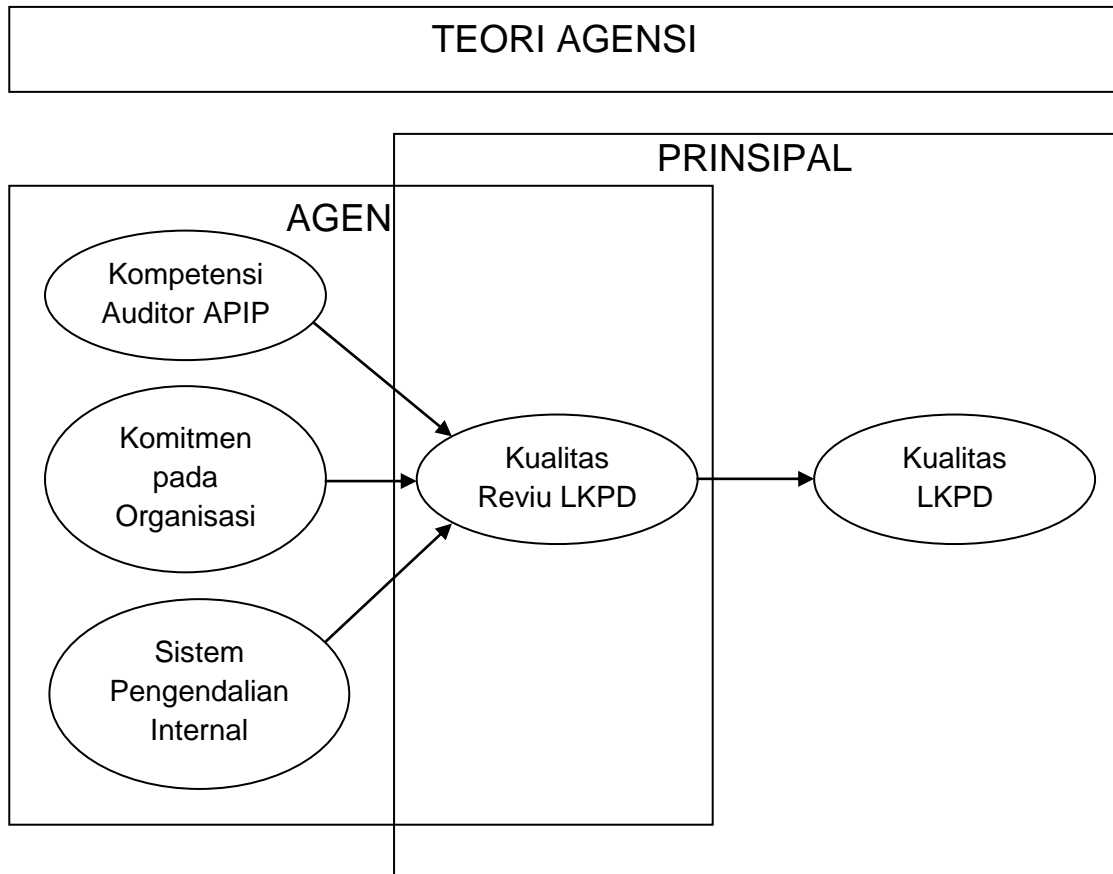 TEORI AGENSI
PRINSIPAL
AGEN
Kompetensi
Auditor APIP
Komitmen
pada
Organisasi
Sistem
Pengendalian
Internal
Kualitas
Reviu LKPD
Kualitas
LKPD